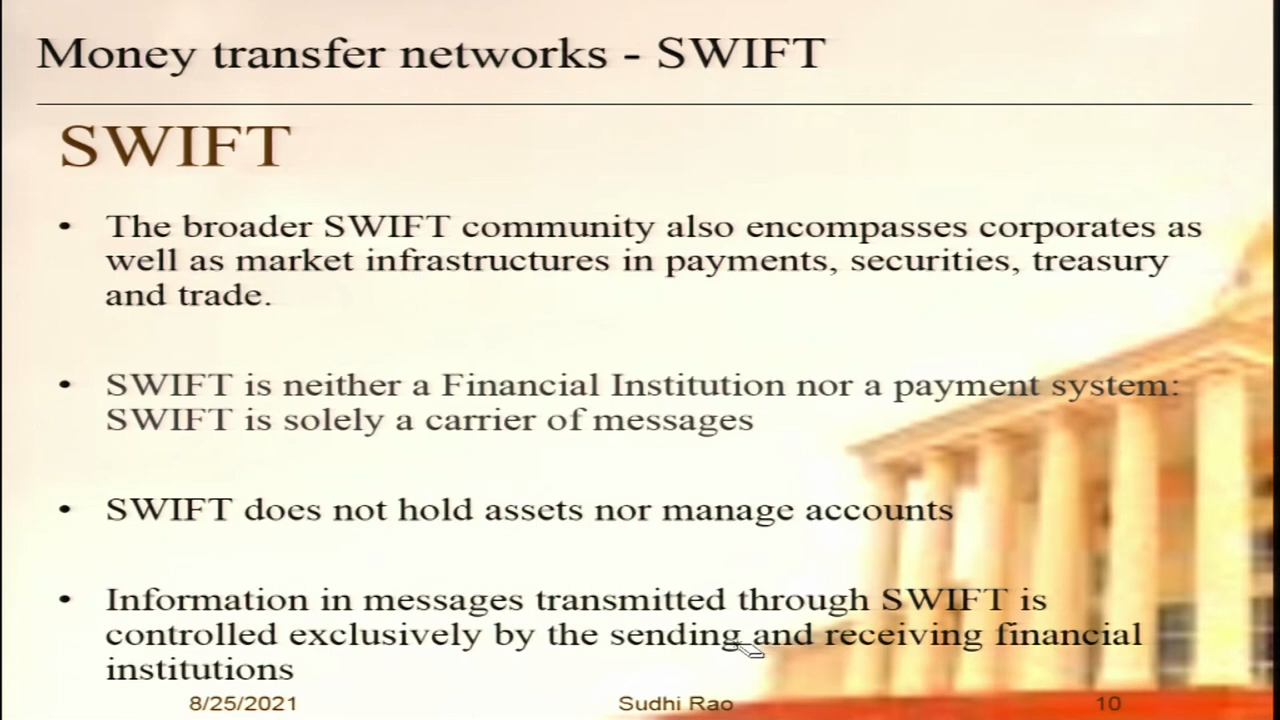 Money transfer networks - SWIFT
SWIFT
• The broader SWIFT community also encompasses corporates as
well as market infrastructures in payments, securities, treasury
and trade.
• SWIFT is neither a Financial Institution nor a payment system:
SWIFT is solely a carrier of messages
• SWIFT does not hold assets nor manage accounts
• Information in messages transmitted through SWIFT is
controlled exclusively by the sending and receiving financial
institutions
8/25/2021 Sudhi Rao 10